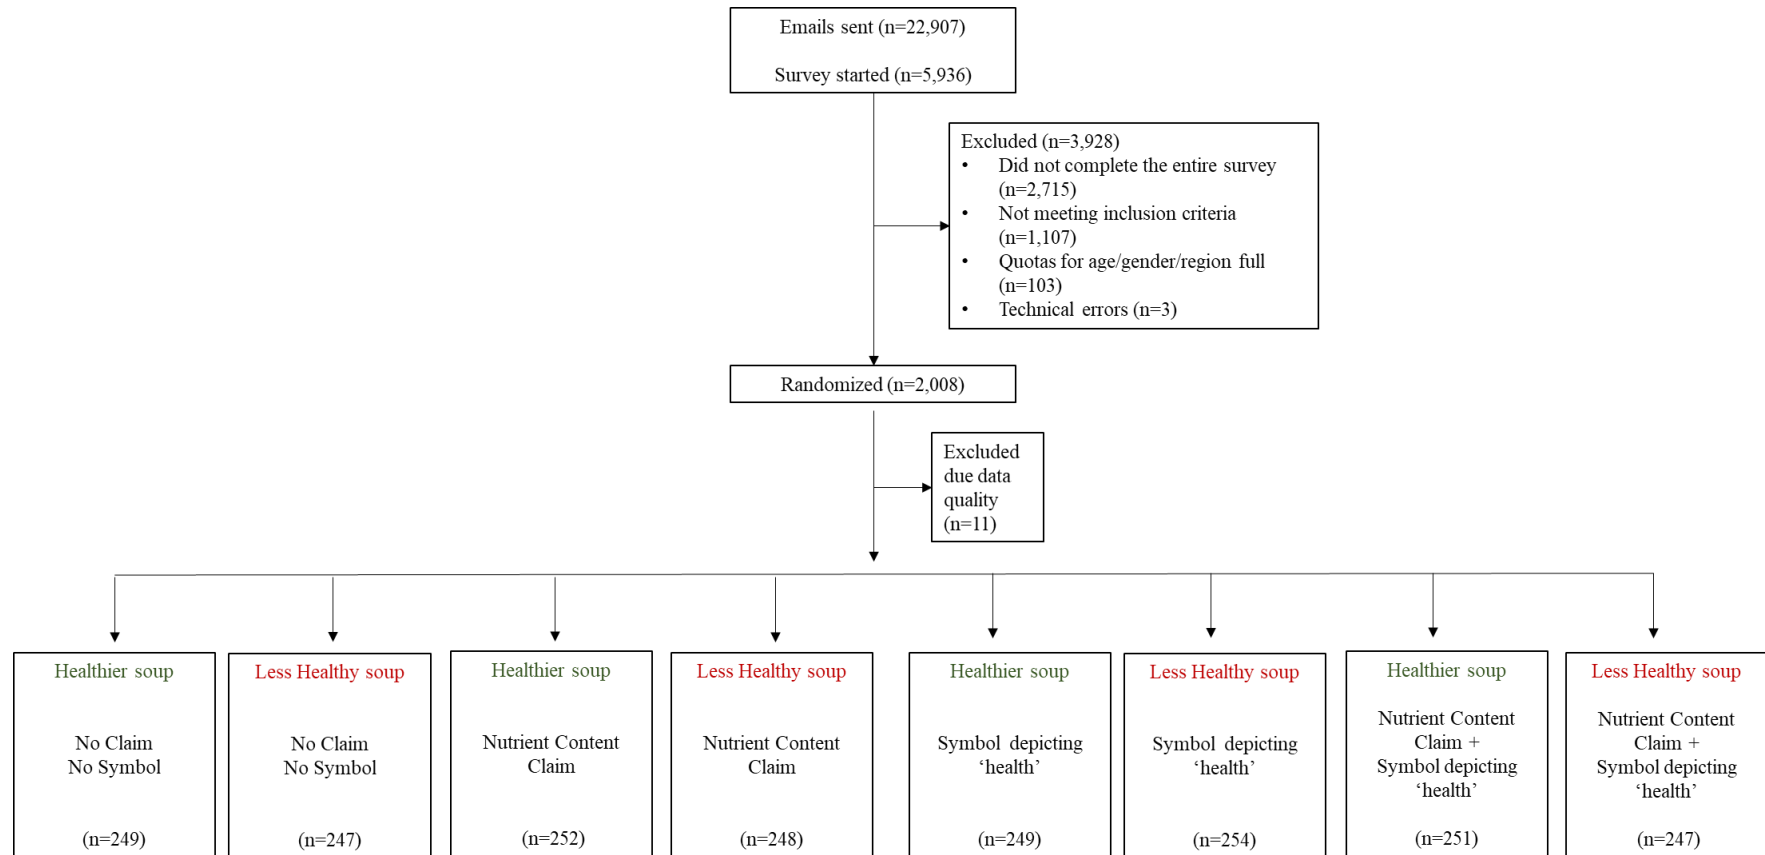 Emails sent (n=22,907)
Survey started (n=5,936)
Excluded (n=3,928)
• Did not complete the entire survey
(n=2,715)
• Not meeting inclusion criteria
(n=1,107)
• Quotas for age/gender/region full
(n=103)
• Technical errors (n=3)
Randomized (n=2,008)
Excluded
due data
quality
(n=11)
Healthier soup
No Claim
No Symbol
(n=249)
Less Healthy soup
No Claim
No Symbol
(n=247)
Healthier soup
Nutrient Content
Claim
(n=252)
Less Healthy soup
Nutrient Content
Claim
(n=248)
Healthier soup
Symbol depicting
‘health’
(n=249)
Less Healthy soup
Symbol depicting
‘health’
(n=254)
Healthier soup
Nutrient Content
Claim +
Symbol depicting
‘health’
(n=251)
Less Healthy soup
Nutrient Content
Claim +
Symbol depicting
‘health’
(n=247)